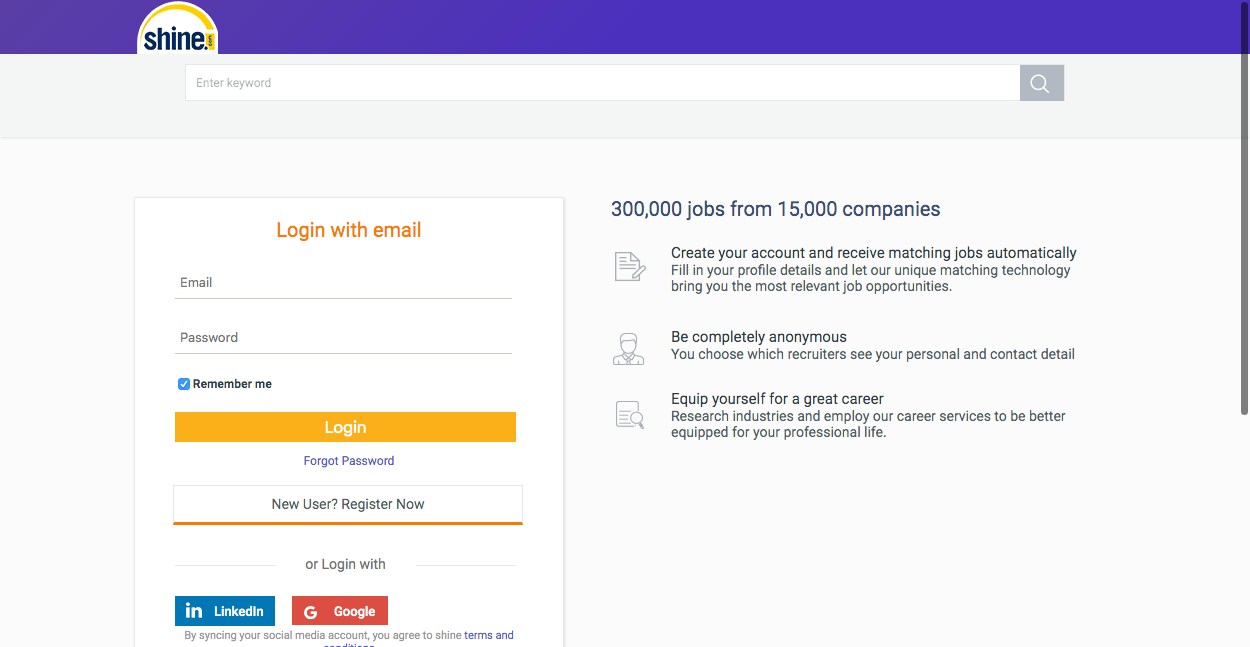 shine.com
Enter keyword
Login with email
Email
Password
Remember me
Login
Forgot Password
New User? Register Now
or Login with
in LinkedIn
G Google
By syncing your social media account, you agree to shine terms and
conditions
300,000 jobs from 15,000 companies
Create your account and receive matching jobs automatically
Fill in your profile details and let our unique matching technology
bring you the most relevant job opportunities.
Be completely anonymous
You choose which recruiters see your personal and contact detail
Equip yourself for a great career
Research industries and employ our career services to be better
equipped for your professional life.